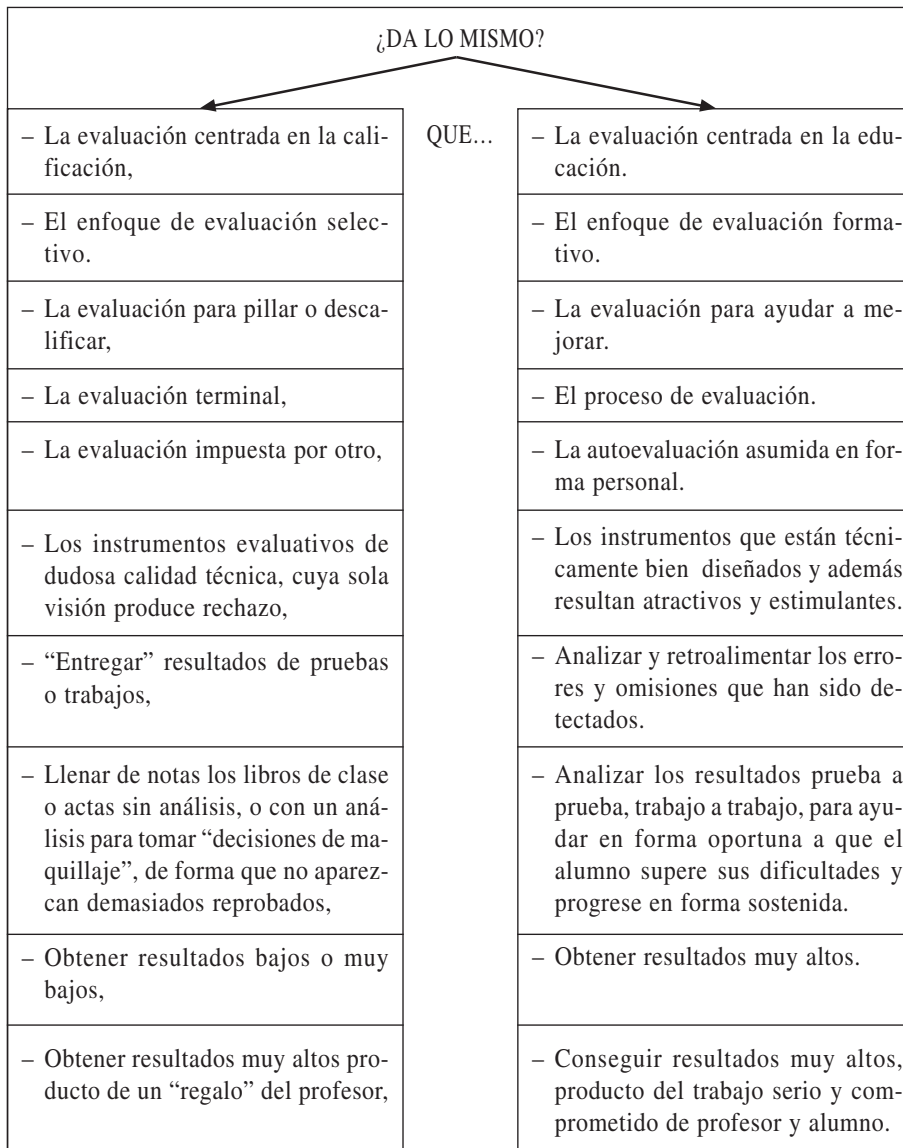 ¿DA LO MISMO?
– La evaluación centrada en la cali-
ficación,
QUE...
– La evaluación centrada en la edu-
cación.
– El enfoque de evaluación selec-
tivo.
– El enfoque de evaluación forma-
tivo.
– La evaluación para pillar o desca-
lificar,
– La evaluación para ayudar a me-
jorar.
– La evaluación terminal,
– El proceso de evaluación.
– La evaluación impuesta por otro,
– La autoevaluación asumida en for-
ma personal.
– Los instrumentos evaluativos de
dudosa calidad técnica, cuya sola
visión produce rechazo,
– Los instrumentos que están técni-
camente bien diseñados y además
resultan atractivos y estimulantes.
– “Entregar” resultados de pruebas
o trabajos,
– Analizar y retroalimentar los erro-
res y omisiones que han sido de-
tectados.
– Llenar de notas los libros de clase
o actas sin análisis, o con un aná-
lisis para tomar “decisiones de ma-
quillaje”, de forma que no aparez-
can demasiados reprobados,
– Analizar los resultados prueba a
prueba, trabajo a trabajo, para ayu-
dar en forma oportuna a que el
alumno supere sus dificultades y
progrese en forma sostenida.
– Obtener resultados bajos o muy
bajos,
– Obtener resultados muy altos.
– Obtener resultados muy altos pro-
ducto de un “regalo” del profesor,
– Conseguir resultados muy altos,
producto del trabajo serio y com-
prometido de profesor y alumno.